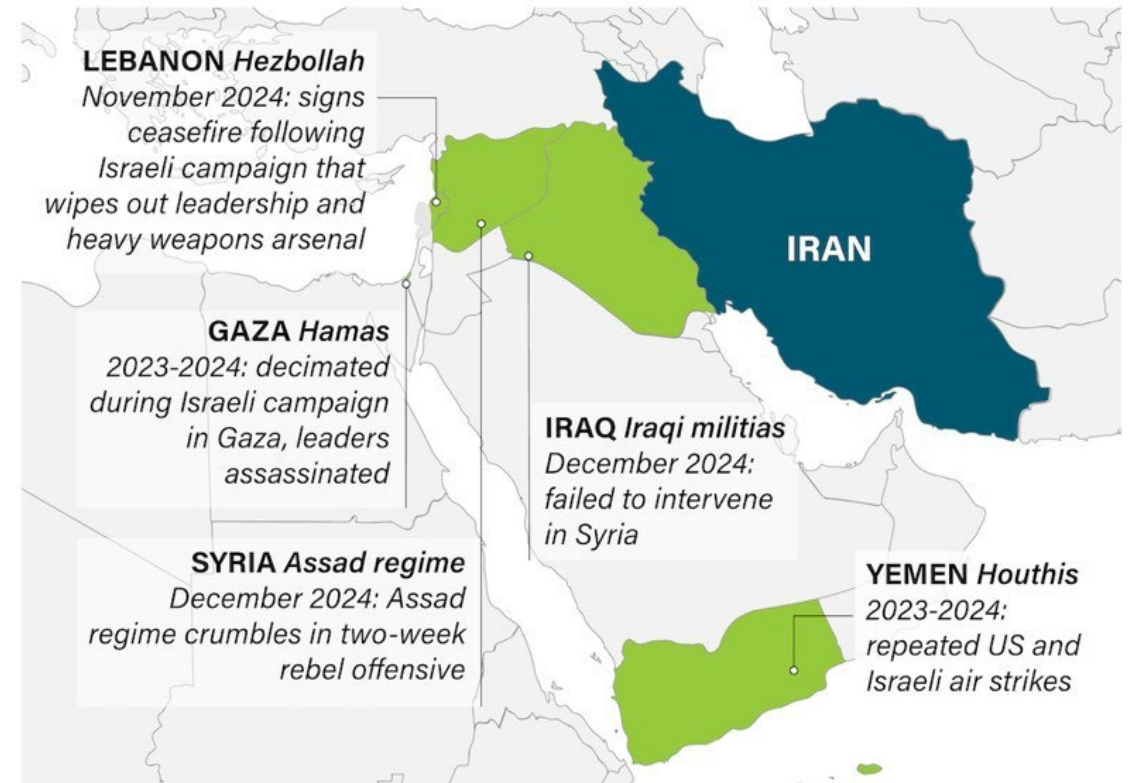 LEBANON Hezbollah
November 2024: signs
ceasefire following
Israeli campaign that
wipes out leadership and
heavy weapons arsenal
IRAN
GAZA Hamas
2023-2024: decimated
during Israeli campaign
in Gaza, leaders
assassinated
IRAQ Iraqi militias
December 2024:
failed to intervene
in Syria
SYRIA Assad regime
December 2024: Assad
regime crumbles in two-week
rebel offensive
YEMEN Houthis
2023-2024:
repeated US and
Israeli air strikes